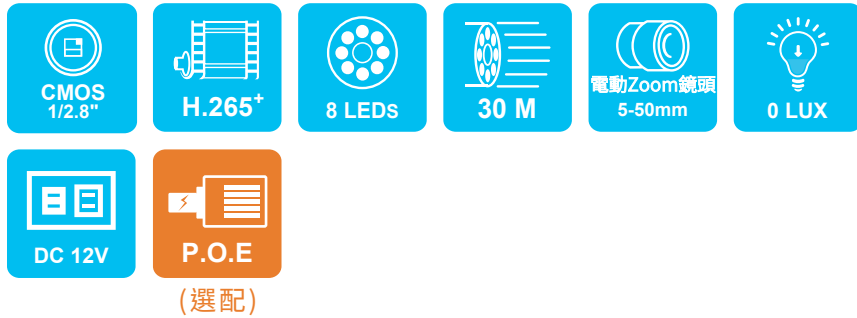 CMOS
1/2.8"
H.265+
8 LEDs
30 M
電動Zoom鏡頭
5-50mm
0 LUX
DC 12V
P.O.E
(選配)